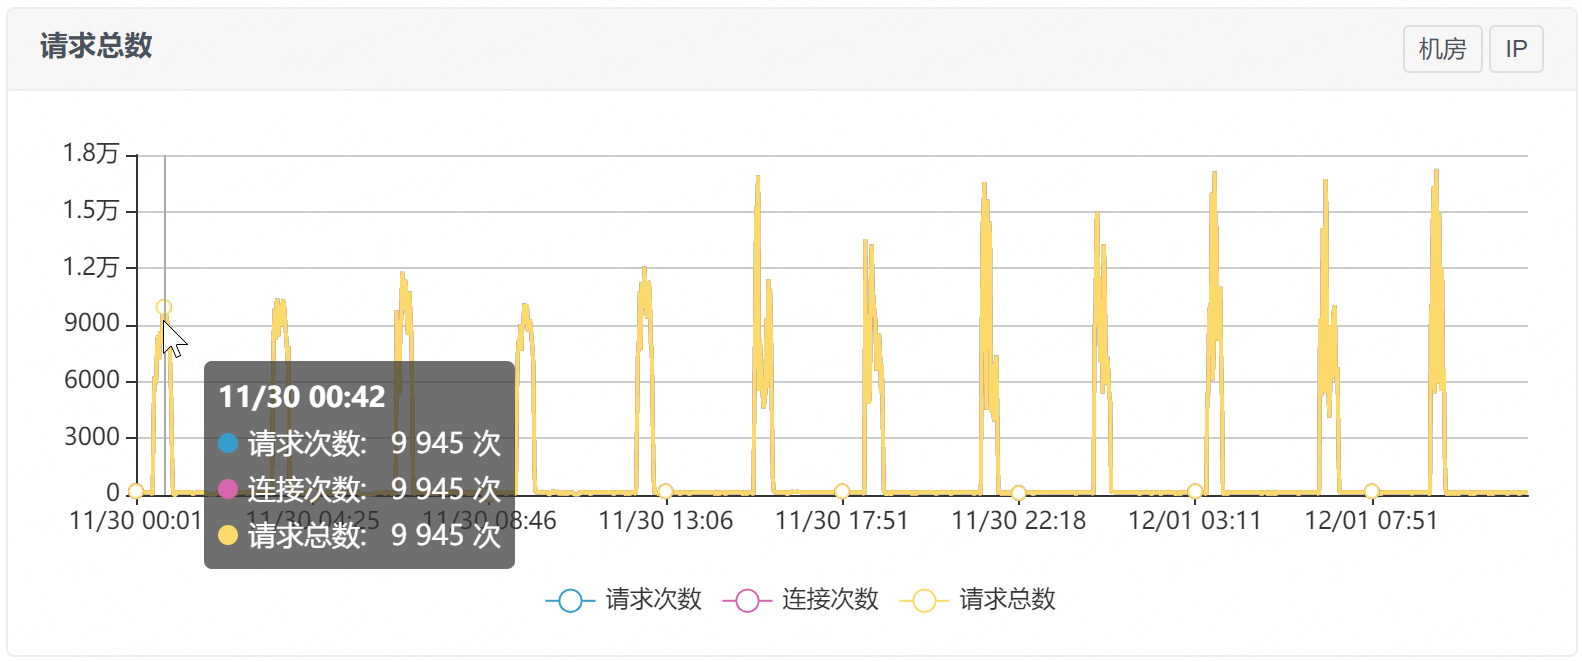 请求总数
机房 IP
1.8万
1.5万
1.2万
9000
6000
3000
0
11/30 00:42
请求次数: 9 945 次
连接次数: 9 945 次
请求总数: 9 945 次
11/30 00:01 11/30 04:25 11/30 08:46 11/30 13:06 11/30 17:51 11/30 22:18 12/01 03:11 12/01 07:51
请求次数 连接次数 请求总数